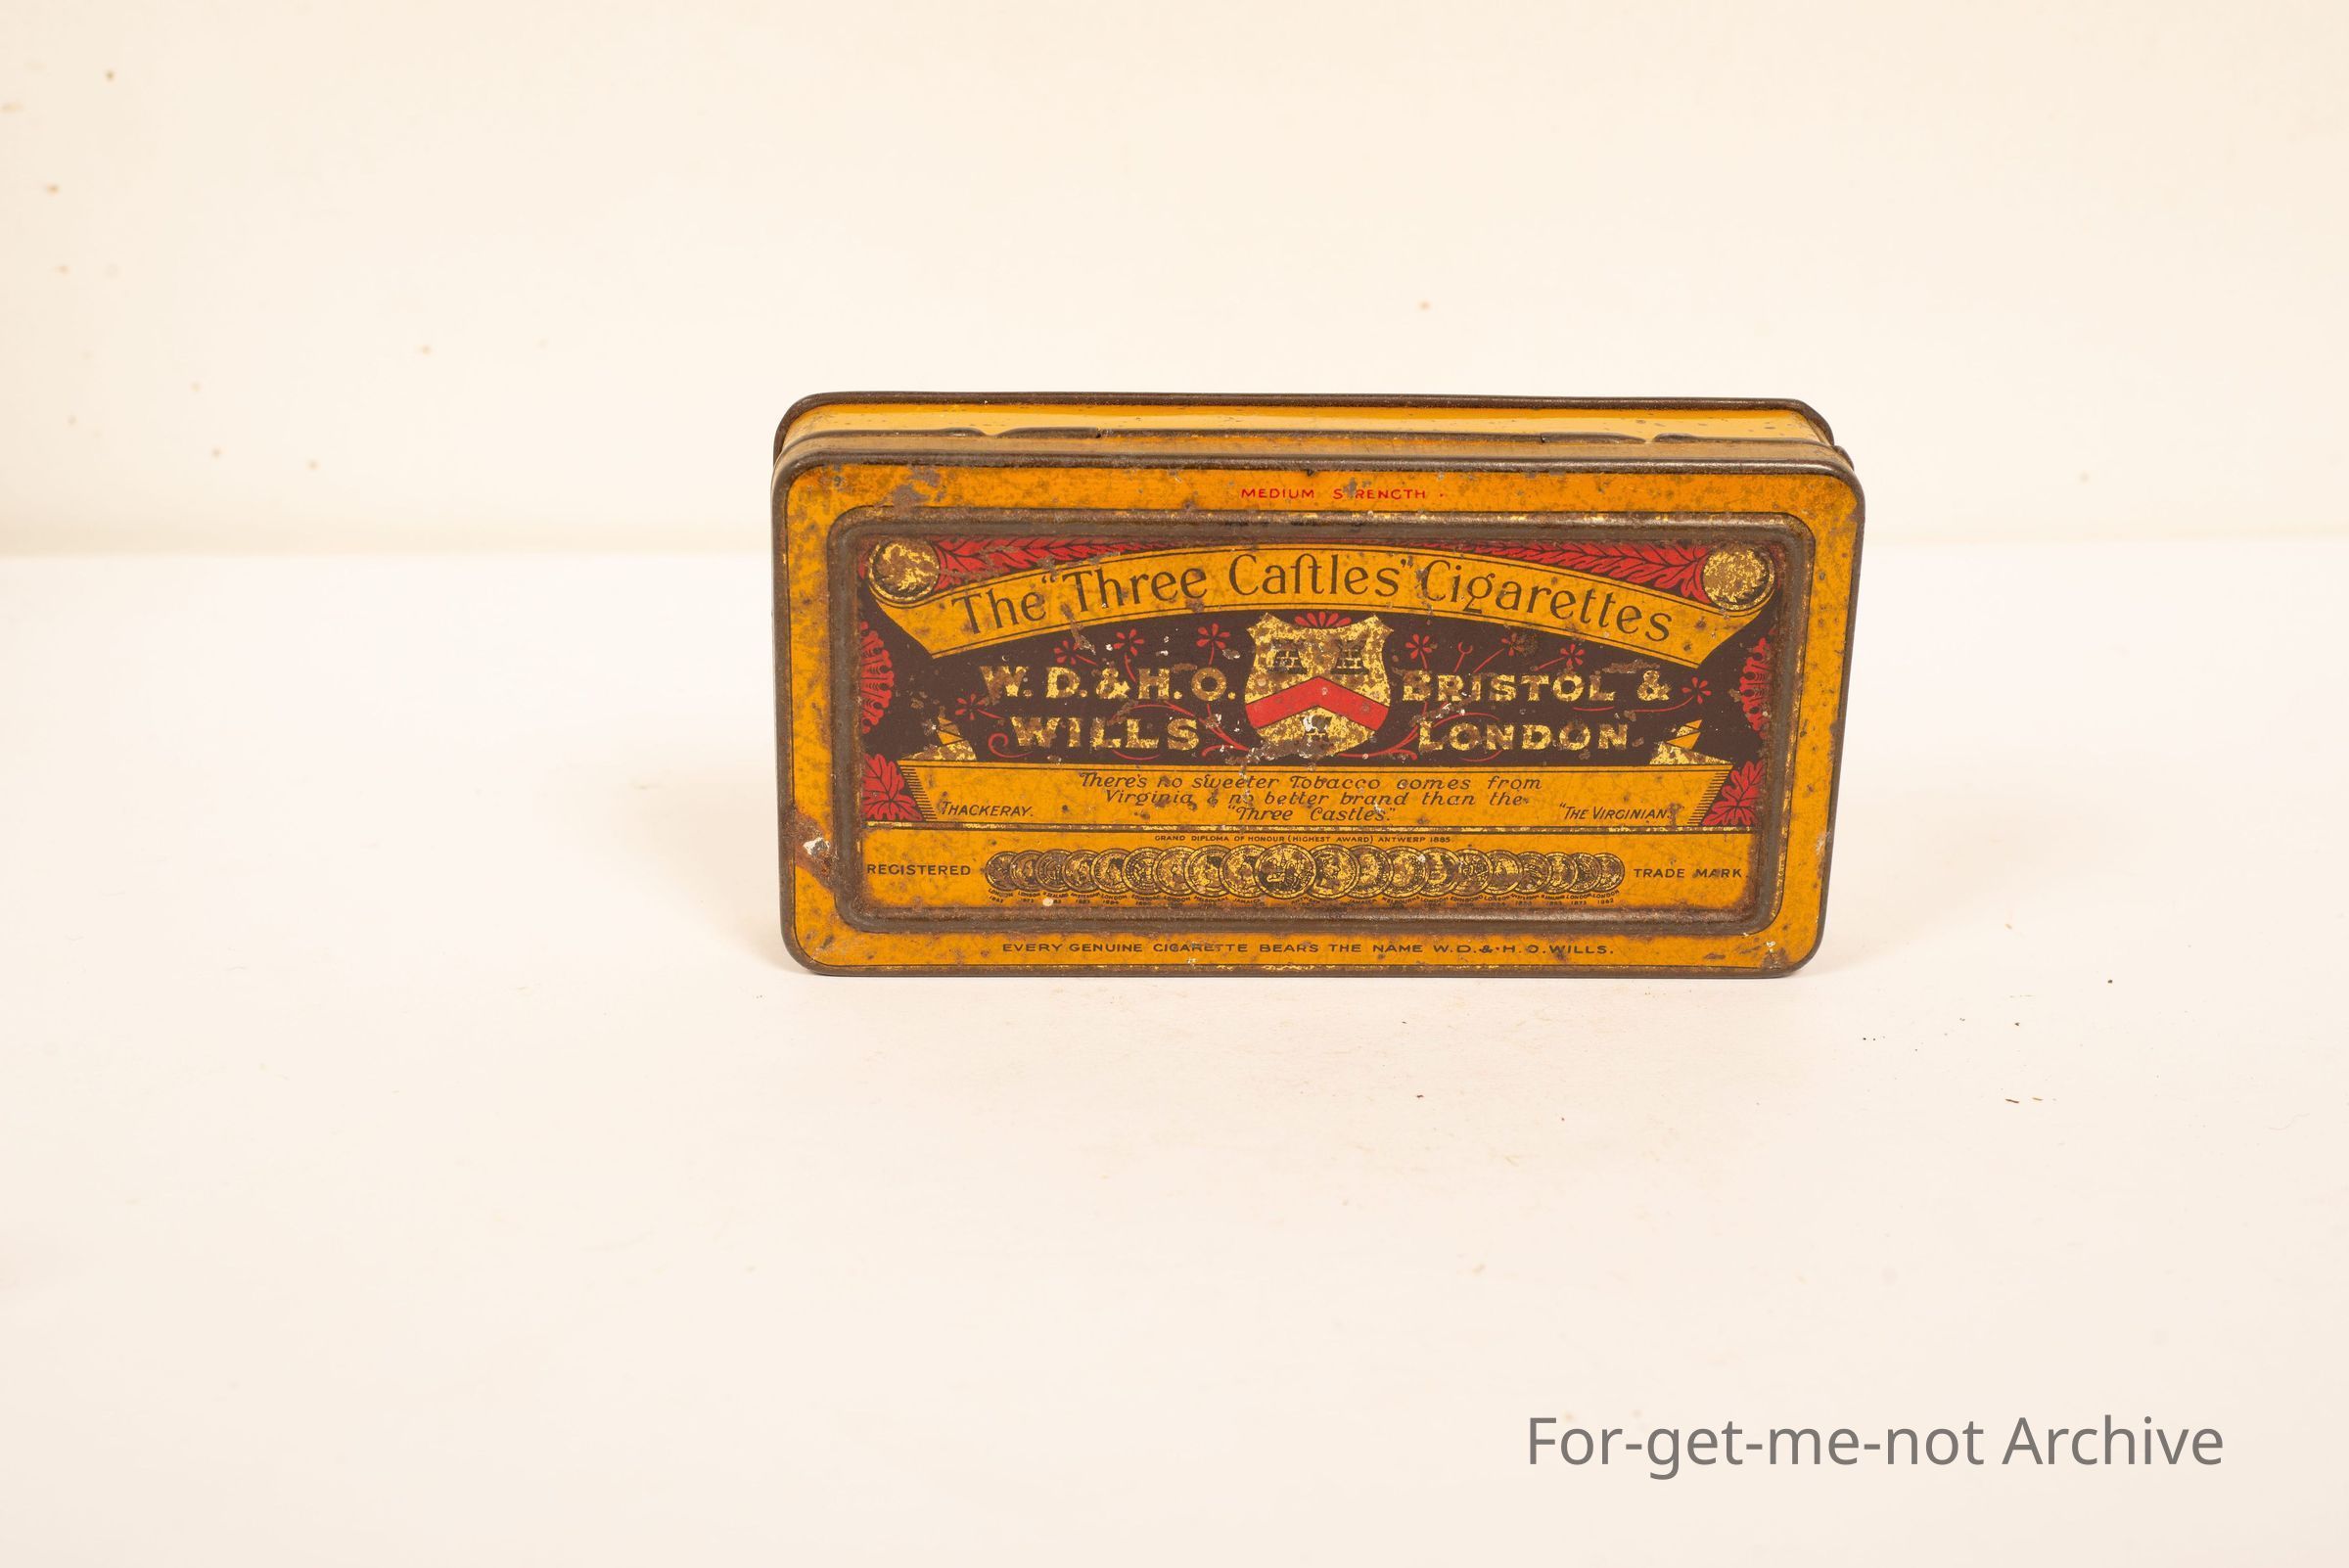 MEDIUM STRENGTH
The "Three Caſtles" Cigarettes
W. D. & H. O. WILLS
BRISTOL & LONDON
There's no sweeter Tobacco comes from
Virginia & no better brand than the
"Three Castles."
THACKERAY.
"THE VIRGINIANS"
GRAND DIPLOMA OF HONOUR (HIGHEST AWARD) ANTWERP 1885.
REGISTERED
TRADE MARK
EVERY GENUINE CIGARETTE BEARS THE NAME W.D.&.H.O.WILLS.
For-get-me-not Archive